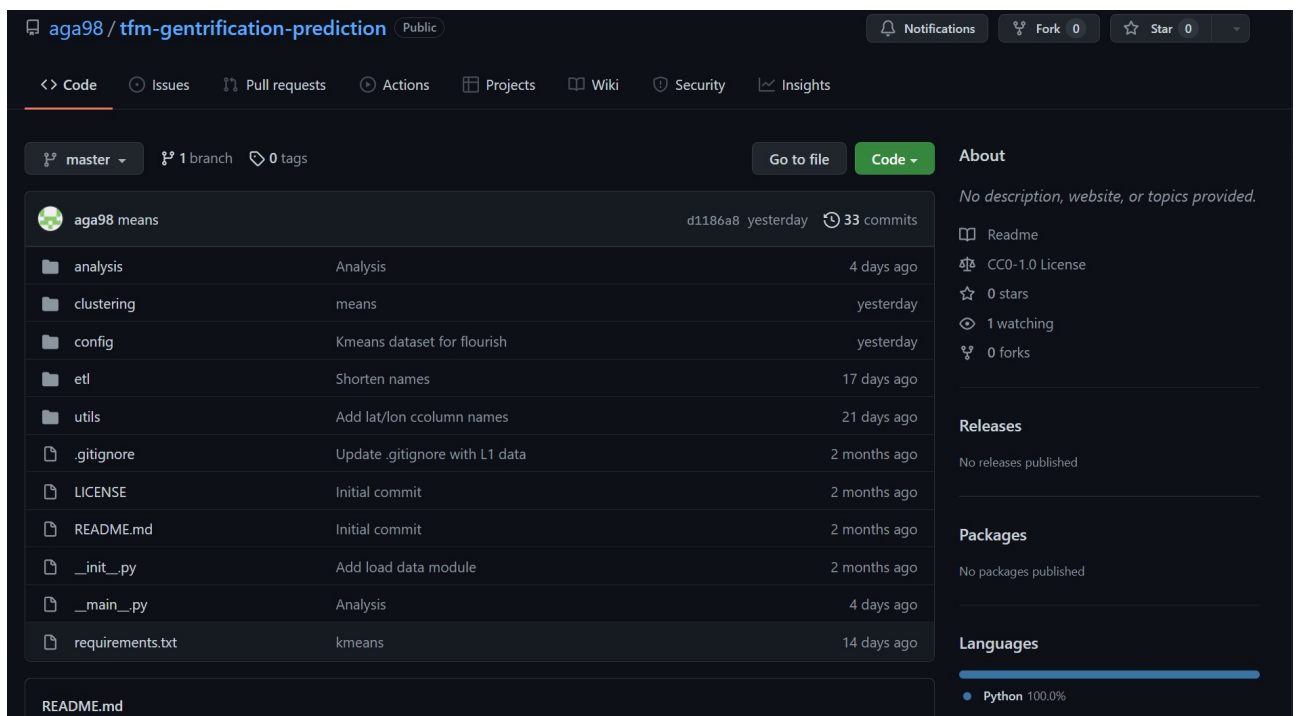 aga98 / tfm-gentrification-prediction Public
Notifications Fork 0 Star 0
<> Code Issues Pull requests Actions Projects Wiki Security Insights
master 1 branch 0 tags Go to file Code
aga98 means d1186a8 yesterday 33 commits
analysis Analysis 4 days ago
clustering means yesterday
config Kmeans dataset for flourish yesterday
etl Shorten names 17 days ago
utils Add lat/lon ccolumn names 21 days ago
.gitignore Update .gitignore with L1 data 2 months ago
LICENSE Initial commit 2 months ago
README.md Initial commit 2 months ago
__init__.py Add load data module 2 months ago
__main__.py Analysis 4 days ago
requirements.txt kmeans 14 days ago
README.md
About
No description, website, or topics provided.
Readme
CC0-1.0 License
0 stars
1 watching
0 forks
Releases
No releases published
Packages
No packages published
Languages
Python 100.0%